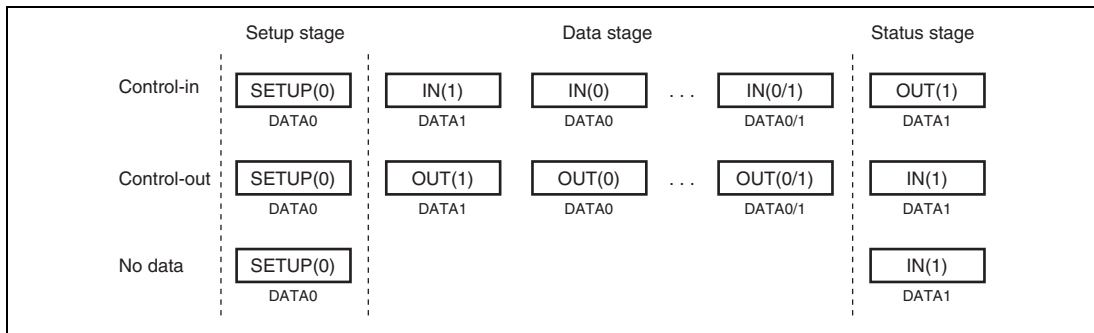 Setup stage Data stage Status stage
Control-in SETUP(0) IN(1) IN(0) . . . IN(0/1) OUT(1)
DATA0 DATA1 DATA0 DATA0/1 DATA1
Control-out SETUP(0) OUT(1) OUT(0) . . . OUT(0/1) IN(1)
DATA0 DATA1 DATA0 DATA0/1 DATA1
No data SETUP(0) IN(1)
DATA0 DATA1